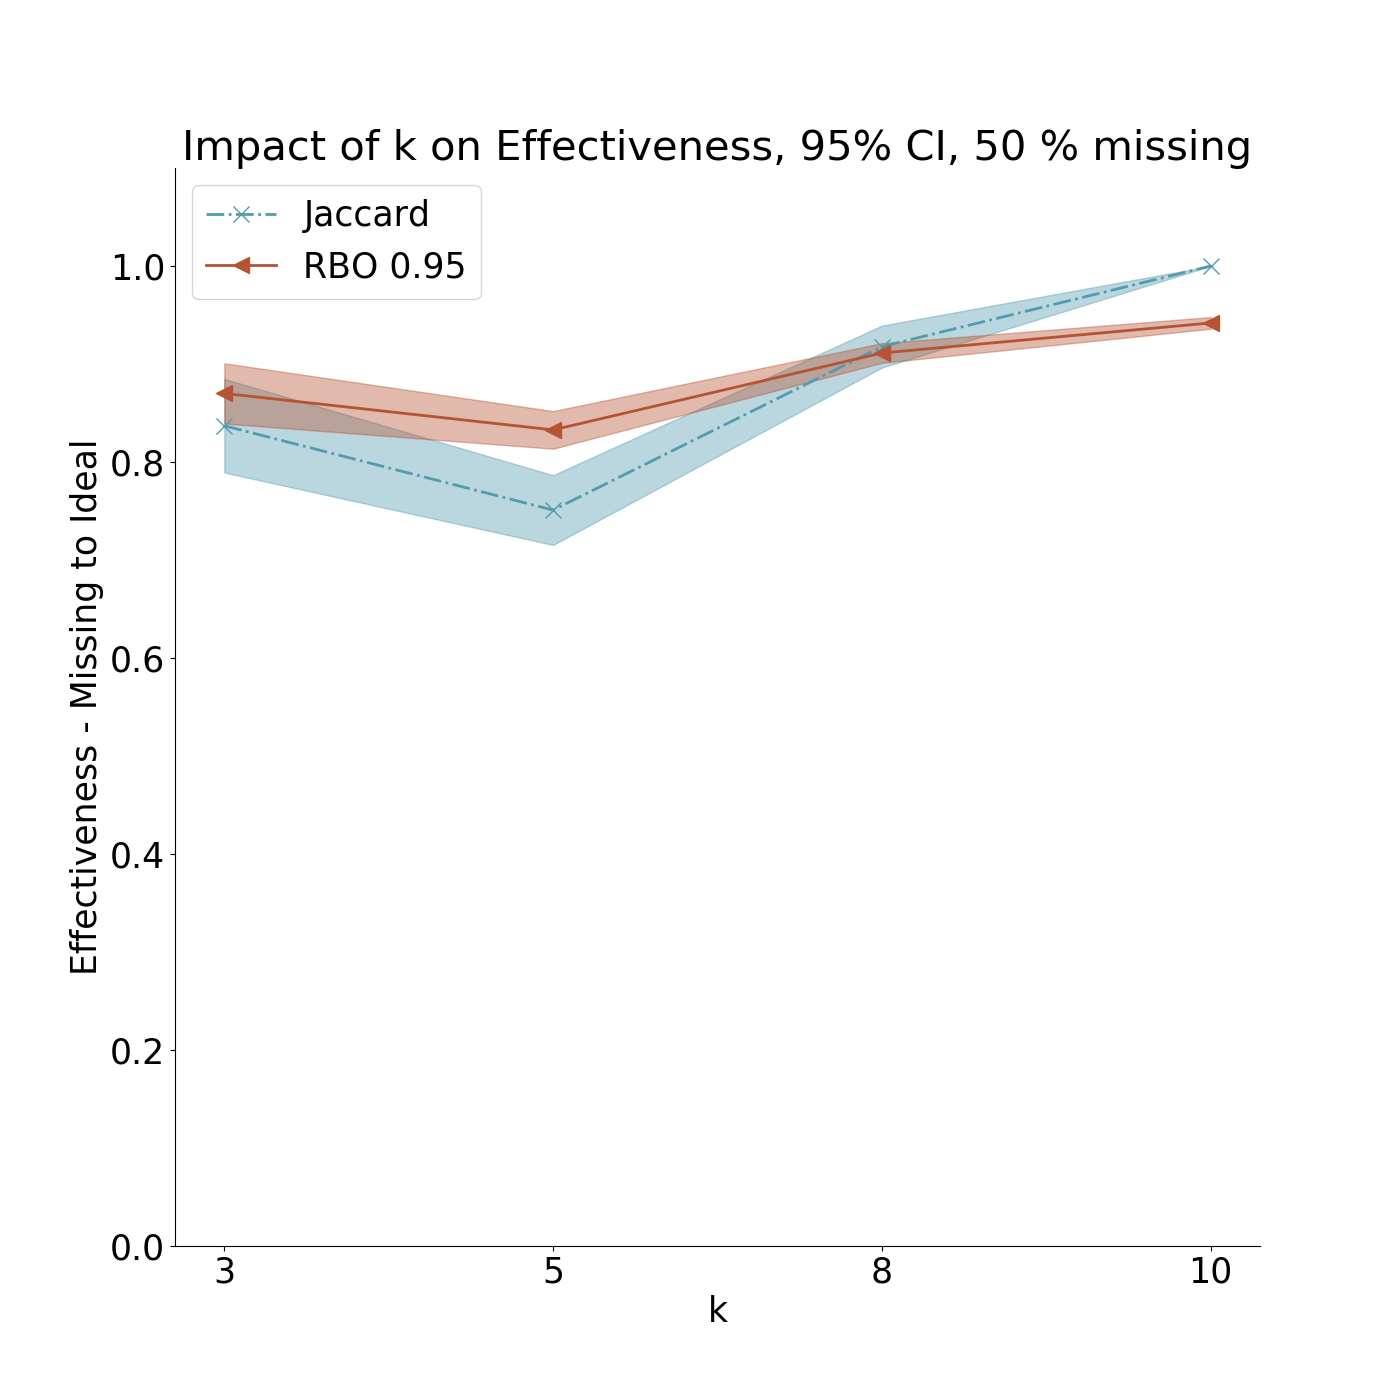 Impact of k on Effectiveness, 95% CI, 50 % missing
Jaccard
RBO 0.95
Effectiveness - Missing to Ideal
1.0
0.8
0.6
0.4
0.2
0.0
3 5 8 10
k